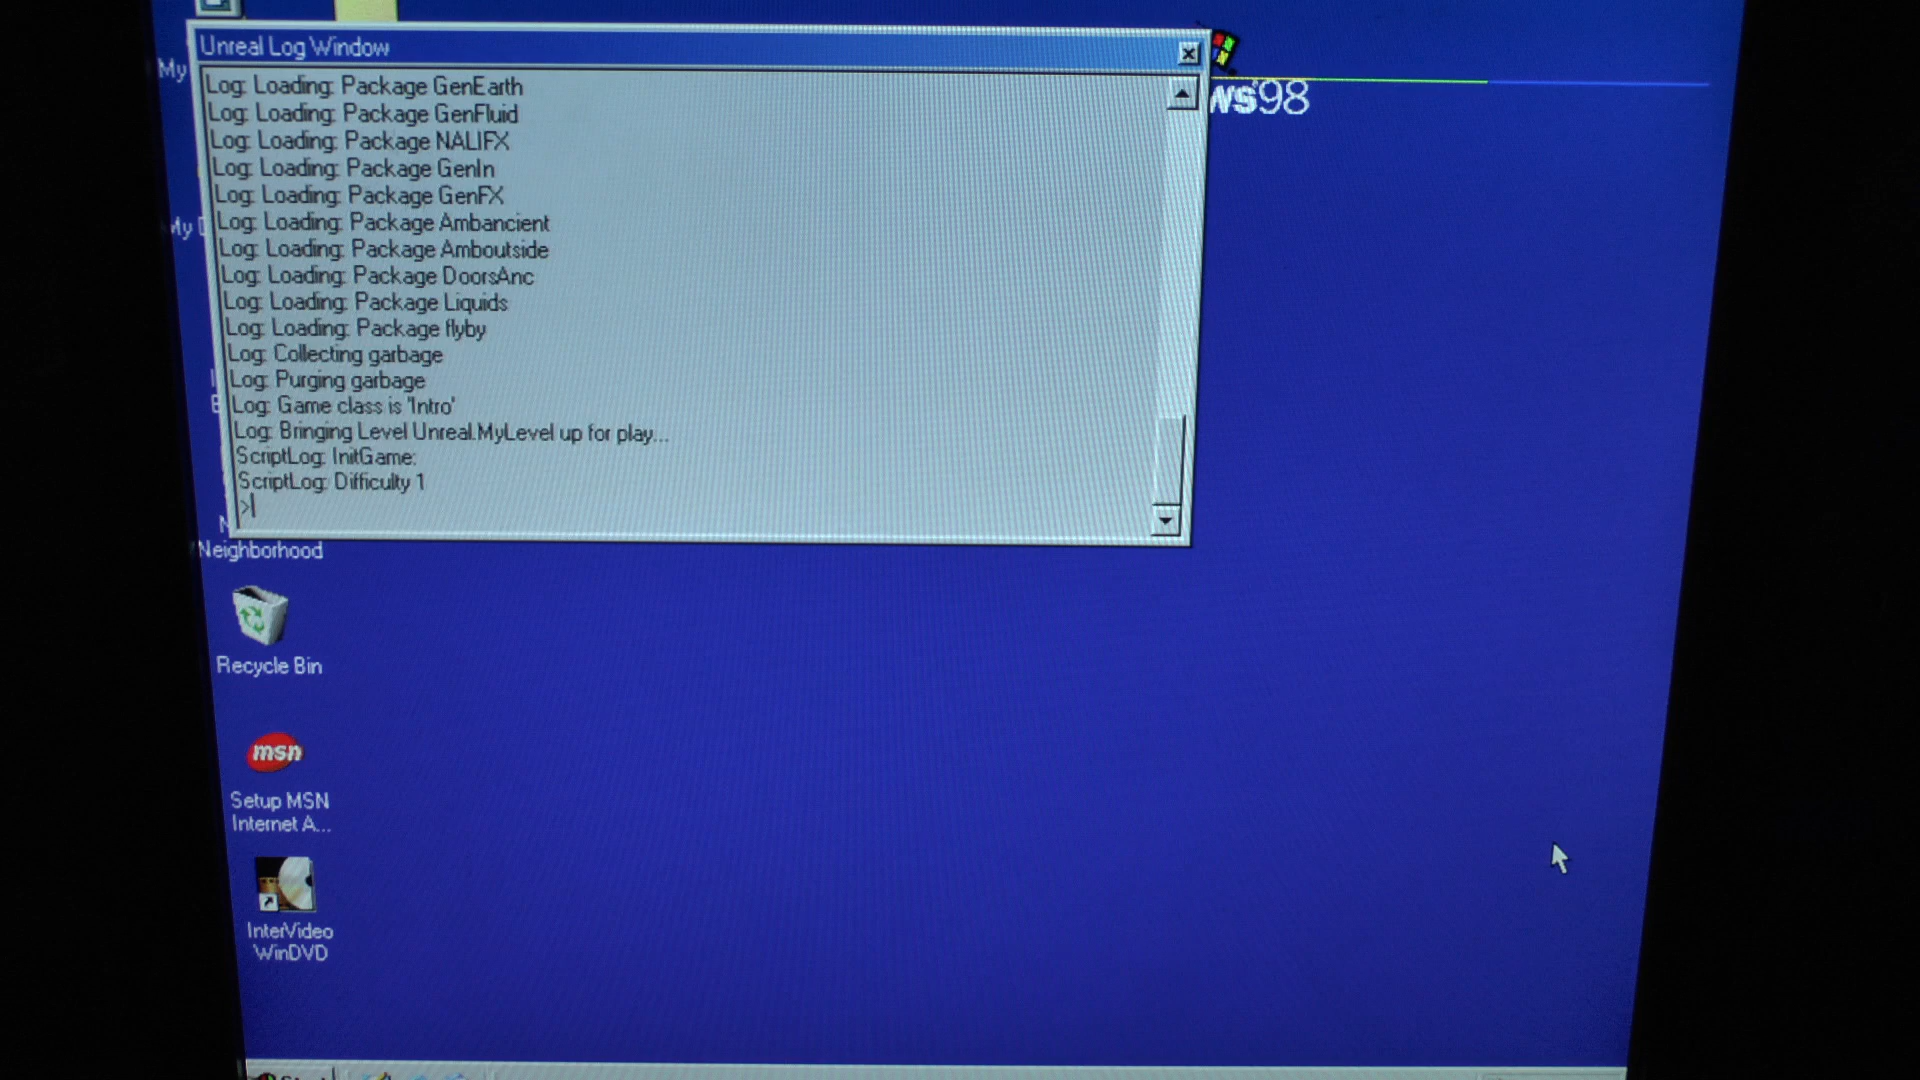 Unreal Log Window
Log: Loading: Package GenEarth
Log: Loading: Package GenFluid
Log: Loading: Package NALIFX
Log: Loading: Package GenIn
Log: Loading: Package GenFX
Log: Loading: Package Ambancient
Log: Loading: Package Amboutside
Log: Loading: Package DoorsAnc
Log: Loading: Package Liquids
Log: Loading: Package flyby
Log: Collecting garbage
Log: Purging garbage
Log: Game class is 'Intro'
Log: Bringing Level Unreal.MyLevel up for play...
ScriptLog: InitGame:
ScriptLog: Difficulty 1
>
ws98
My
My
Neighborhood
Recycle Bin
msn
Setup MSN
Internet A...
InterVideo
WinDVD